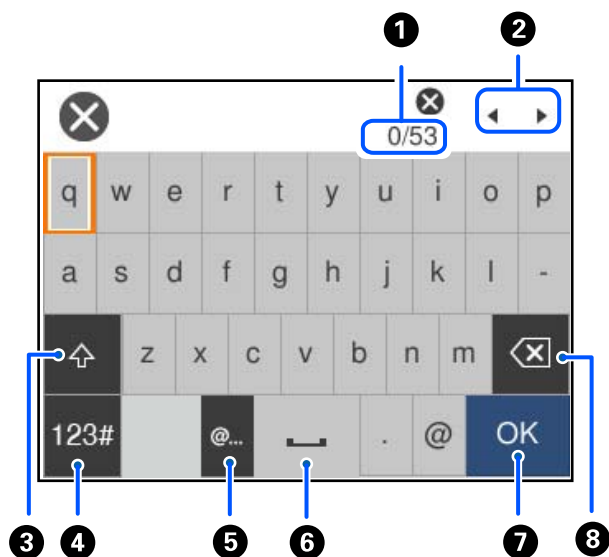 1 2
0/53
q w e r t y u i o p
a s d f g h j k l -
z x c v b n m
123# @... . @ OK
3 4 5 6 7 8